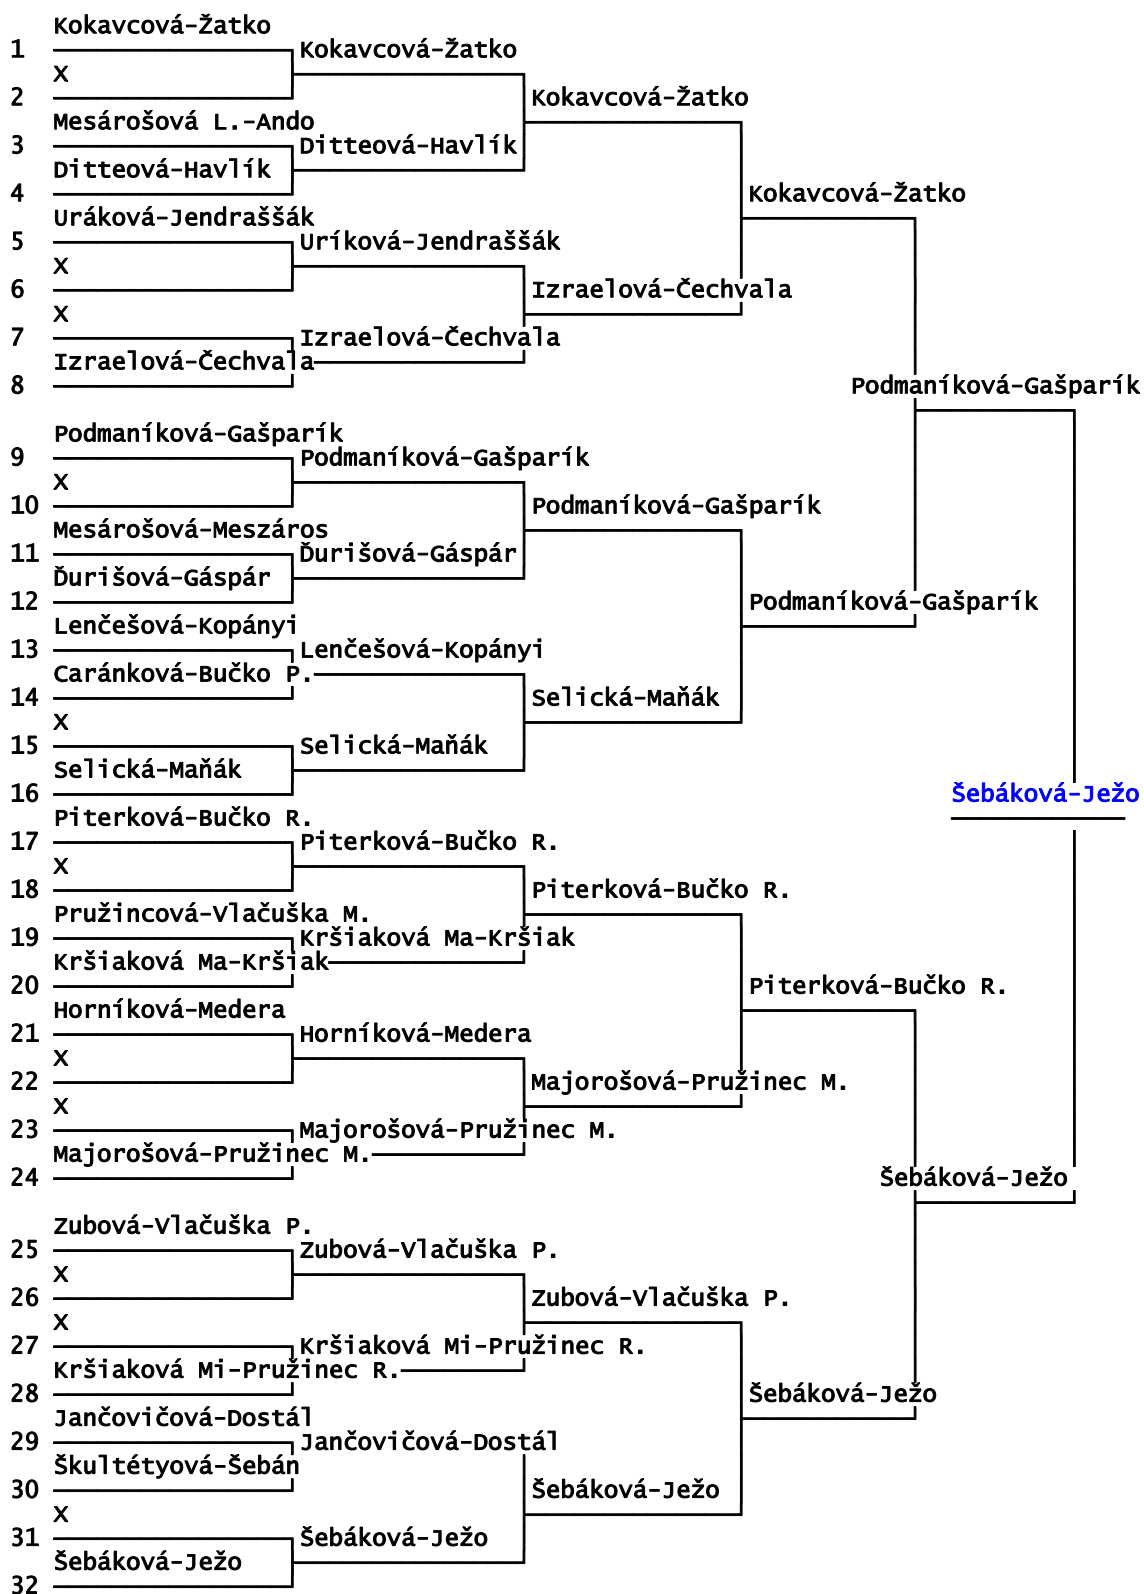 Kokavcová-Žatko
1 Kokavcová-Žatko
X
2 Kokavcová-Žatko
Mesárošová L.-Ando
3 Ditteová-Havlík
Ditteová-Havlík
4 Kokavcová-Žatko
Uráková-Jendraššák
5 Uríková-Jendraššák
X
6 Izraelová-Čechvala
X
7 Izraelová-Čechvala
Izraelová-Čechvala
8 Podmaníková-Gašparík
Podmaníková-Gašparík
9 Podmaníková-Gašparík
X
10 Podmaníková-Gašparík
Mesárošová-Meszáros
11 Ďurišová-Gáspár
Ďurišová-Gáspár
12 Podmaníková-Gašparík
Lenčešová-Kopányi
13 Lenčešová-Kopányi
Caránková-Bučko P.
14 Selická-Maňák
X
15 Selická-Maňák
Selická-Maňák
16 Šebáková-Ježo
Piterková-Bučko R.
17 Piterková-Bučko R.
X
18 Piterková-Bučko R.
Pružincová-Vlačuška M.
19 Kršiaková Ma-Kršiak
Kršiaková Ma-Kršiak
20 Piterková-Bučko R.
Horníková-Medera
21 Horníková-Medera
X
22 Majorošová-Pružinec M.
X
23 Majorošová-Pružinec M.
Majorošová-Pružinec M.
24 Šebáková-Ježo
Zubová-Vlačuška P.
25 Zubová-Vlačuška P.
X
26 Zubová-Vlačuška P.
X
27 Kršiaková Mi-Pružinec R.
Kršiaková Mi-Pružinec R.
28 Šebáková-Ježo
Jančovičová-Dostál
29 Jančovičová-Dostál
Škultétyová-Šebán
30 Šebáková-Ježo
X
31 Šebáková-Ježo
Šebáková-Ježo
32